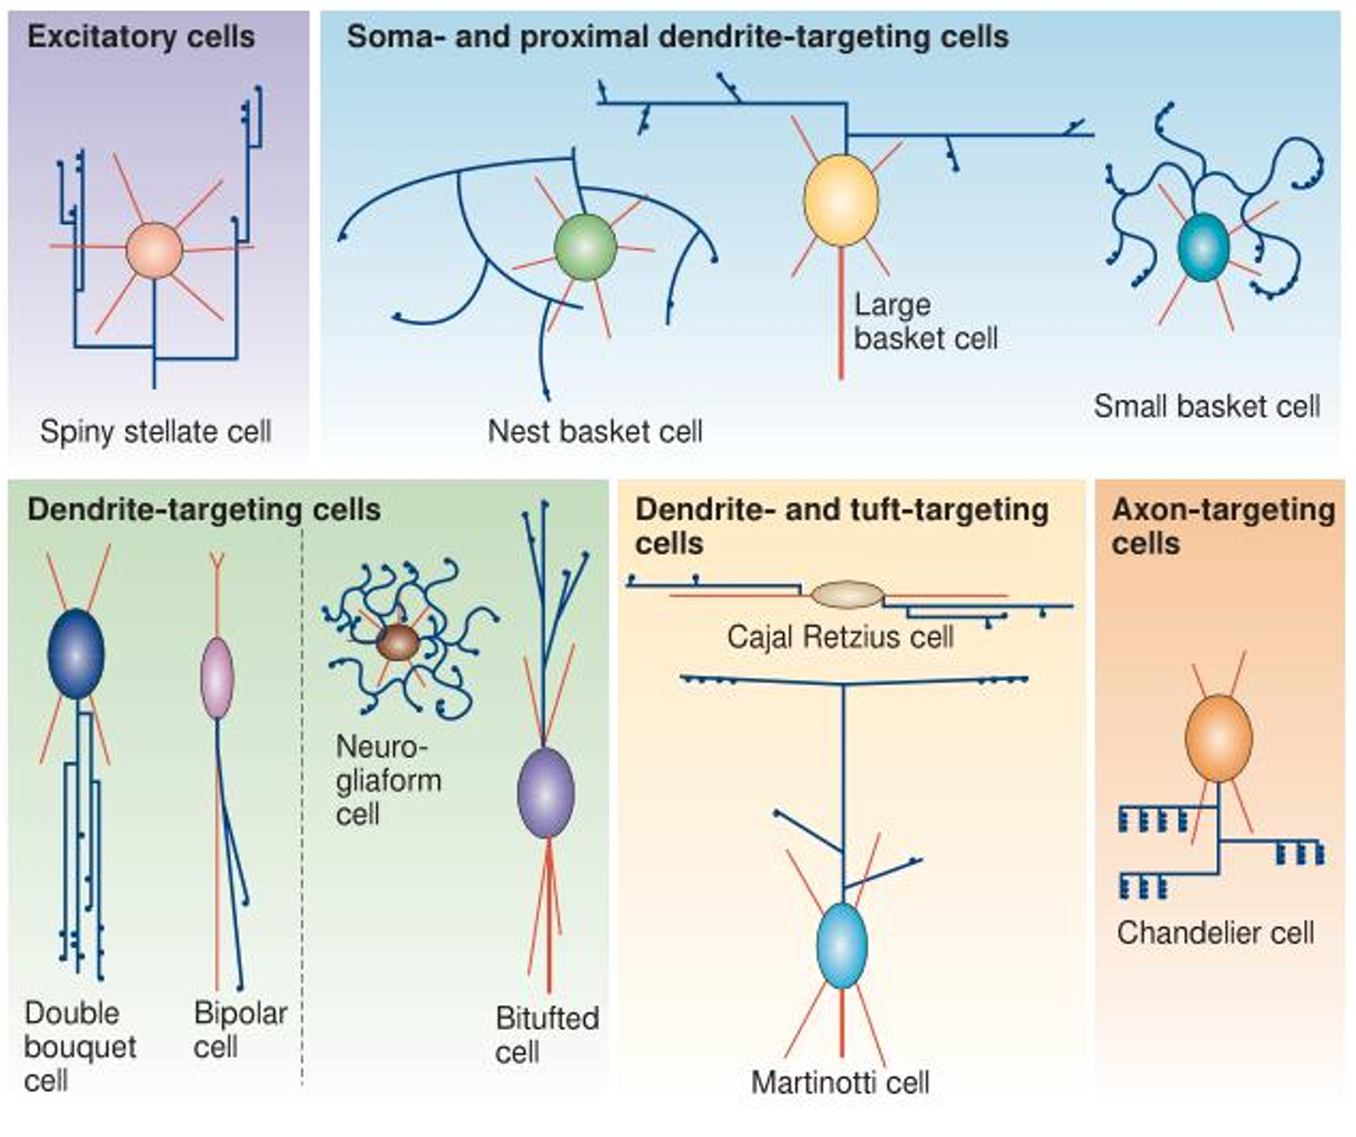 Excitatory cells
Spiny stellate cell
Soma- and proximal dendrite-targeting cells
Nest basket cell
Large
basket cell
Small basket cell
Dendrite-targeting cells
Double
bouquet
cell
Bipolar
cell
Neuro-
gliaform
cell
Bitufted
cell
Dendrite- and tuft-targeting
cells
Cajal Retzius cell
Martinotti cell
Axon-targeting
cells
Chandelier cell